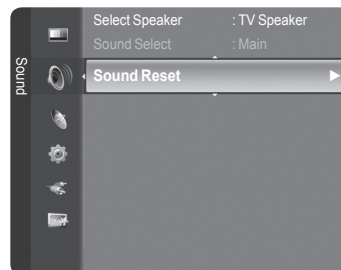 Sound
Select Speaker : TV Speaker
Sound Select : Main
Sound Reset